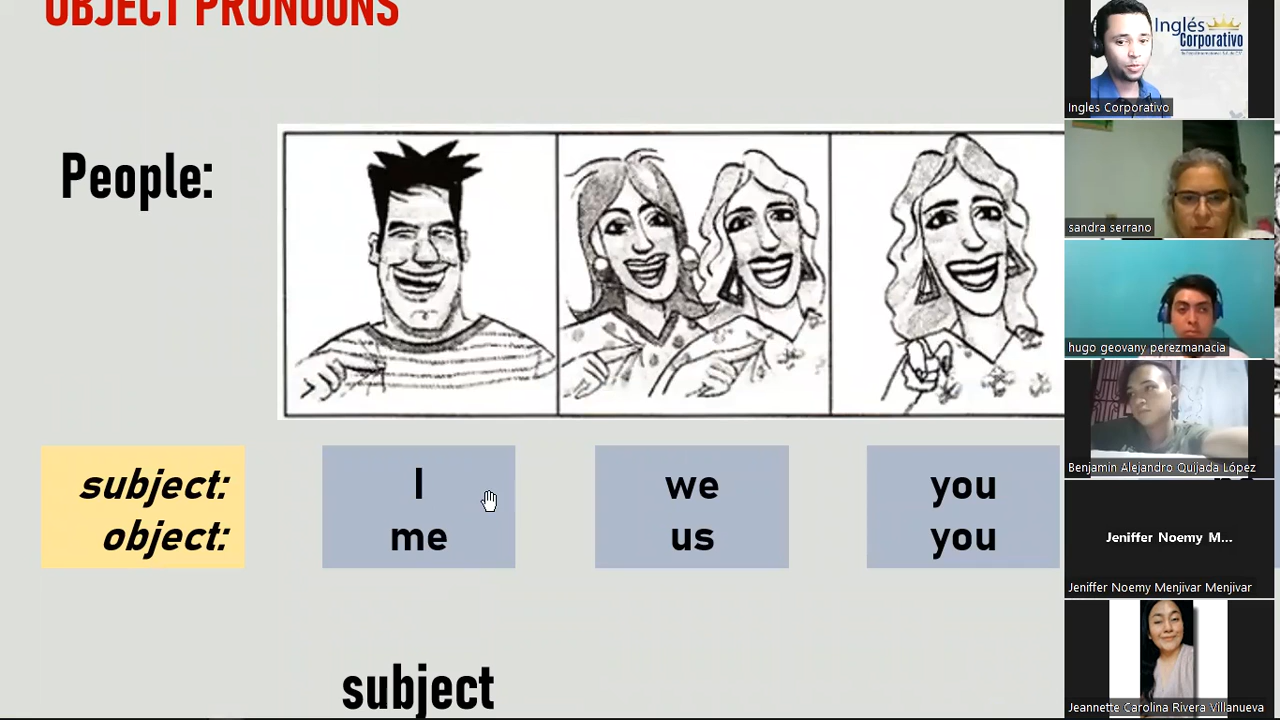 OBJECT PRONOUNS
People:
subject:
object:
I
me
we
us
you
you
subject
Inglés
Corporativo
Ingles Corporativo
sandra serrano
hugo geovany perezmanacia
Benjamin Alejandro Quijada López
Jeniffer Noemy M...
Jeniffer Noemy Menjivar Menjivar
Jeannette Carolina Rivera Villanueva